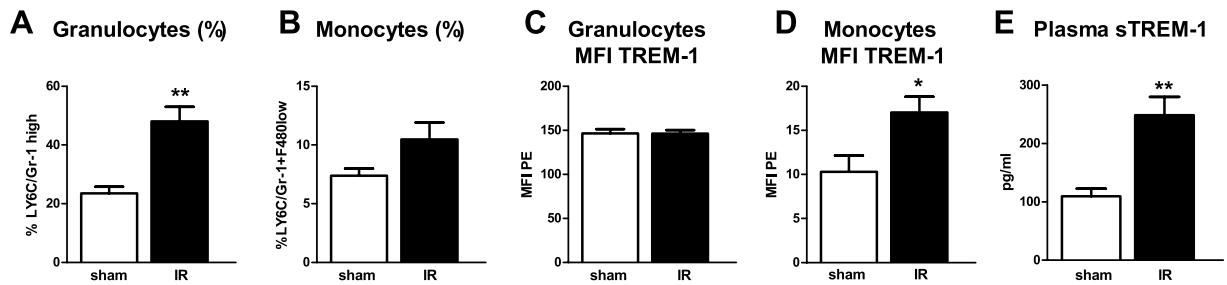 A Granulocytes (%)
**
% LY6C/Gr-1 high
60
40
20
0
sham IR
B Monocytes (%)
%LY6C/Gr-1+F480low
15
10
5
0
sham IR
C Granulocytes
MFI TREM-1
MFI PE
200
150
100
50
0
sham IR
D Monocytes
MFI TREM-1
*
MFI PE
20
15
10
5
0
sham IR
E Plasma sTREM-1
**
pg/ml
300
200
100
0
sham IR